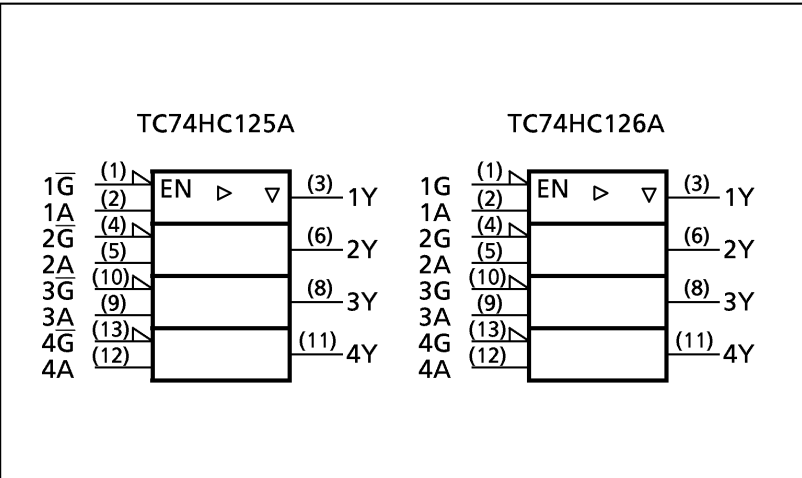 TC74HC125A
1G̅ (1) EN (3) 1Y
1A (2)
2G̅ (4) (6) 2Y
2A (5)
3G̅ (10) (8) 3Y
3A (9)
4G̅ (13) (11) 4Y
4A (12)
TC74HC126A
1G (1) EN (3) 1Y
1A (2)
2G (4) (6) 2Y
2A (5)
3G (10) (8) 3Y
3A (9)
4G (13) (11) 4Y
4A (12)